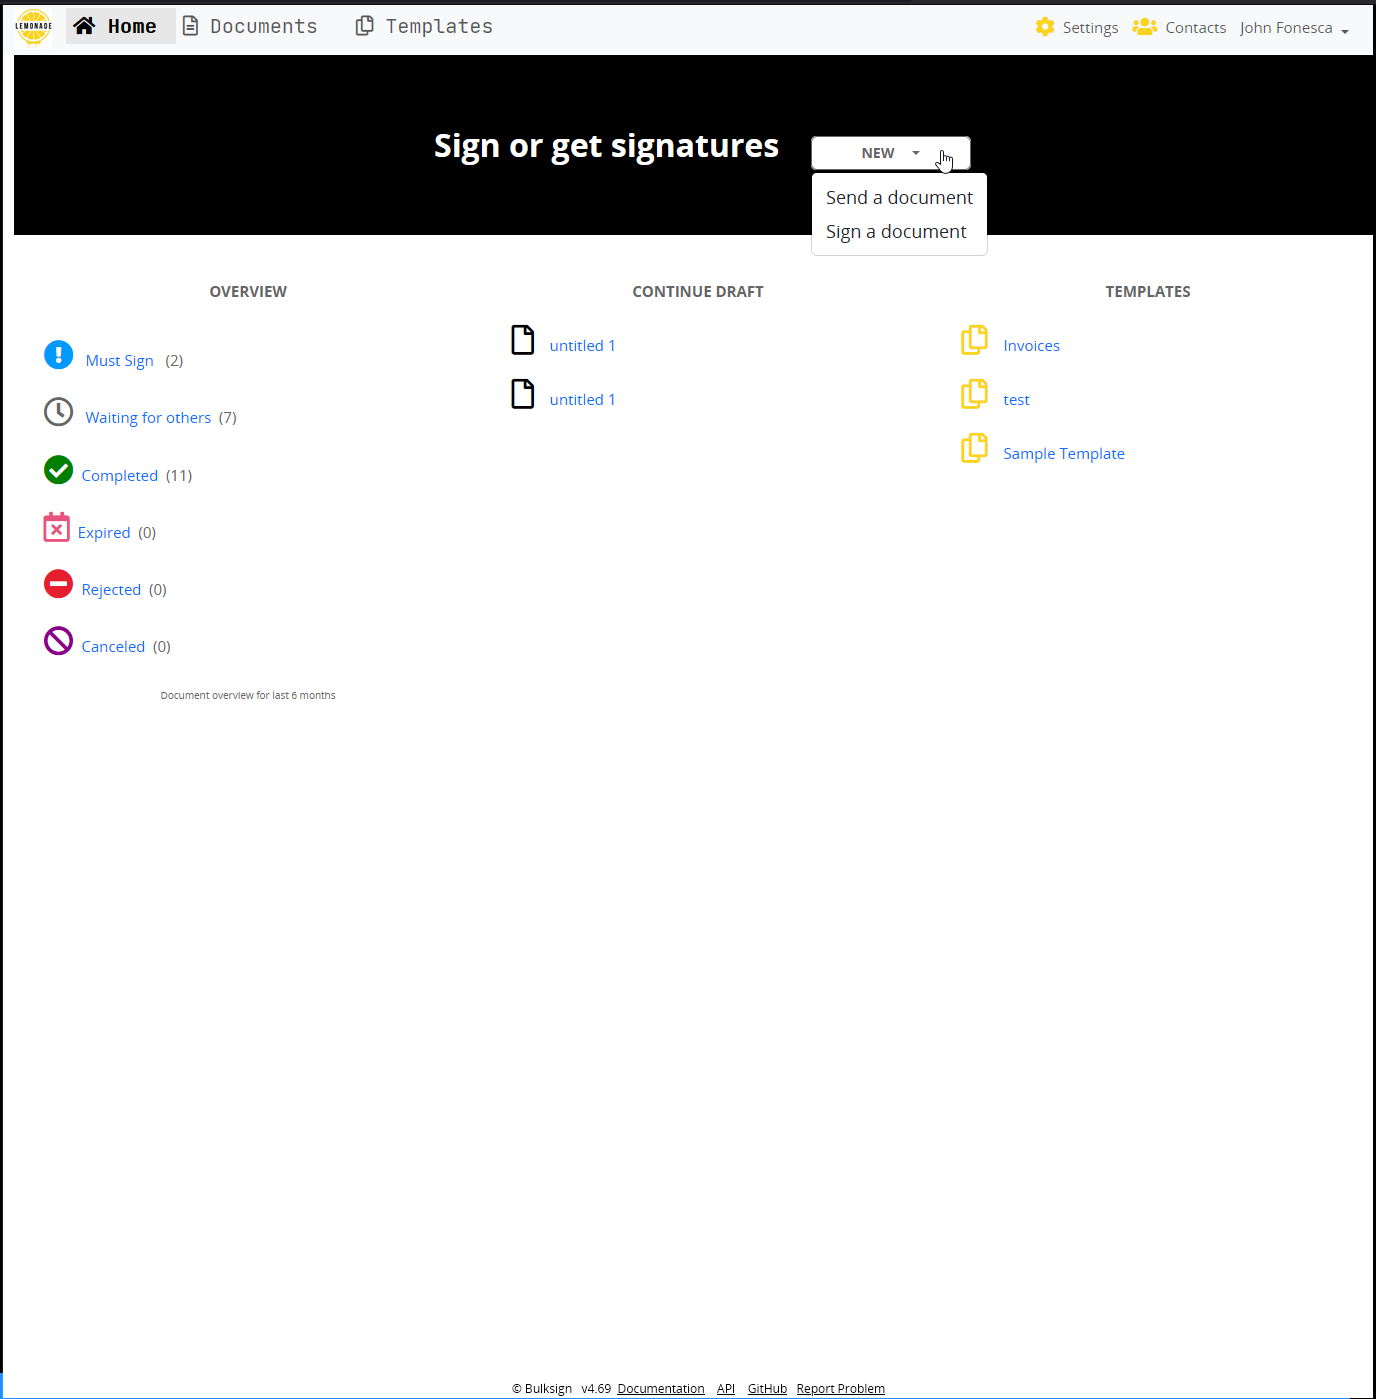 LEMONADE
Home Documents Templates Settings Contacts John Fonesca
Sign or get signatures
NEW
Send a document
Sign a document
OVERVIEW
Must Sign (2)
Waiting for others (7)
Completed (11)
Expired (0)
Rejected (0)
Canceled (0)
Document overview for last 6 months
CONTINUE DRAFT
untitled 1
untitled 1
TEMPLATES
Invoices
test
Sample Template
© Bulksign v4.69 Documentation API GitHub Report Problem